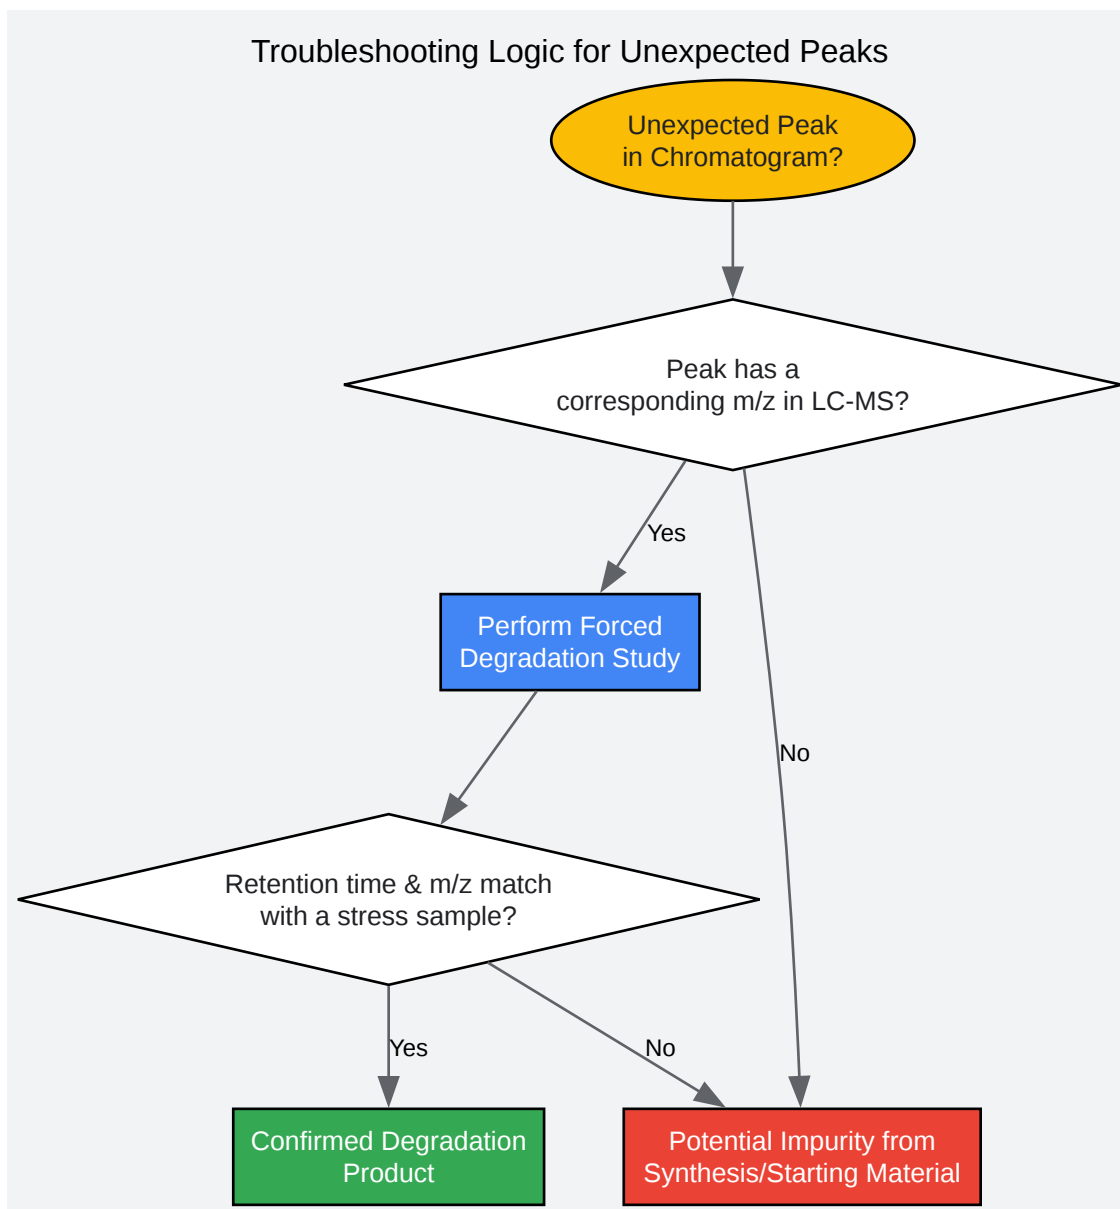 Troubleshooting Logic for Unexpected Peaks
Unexpected Peak
in Chromatogram?
Peak has a
corresponding m/z in LC-MS?
Yes
Perform Forced
Degradation Study
No
Retention time & m/z match
with a stress sample?
Yes
No
Confirmed Degradation
Product
Potential Impurity from
Synthesis/Starting Material